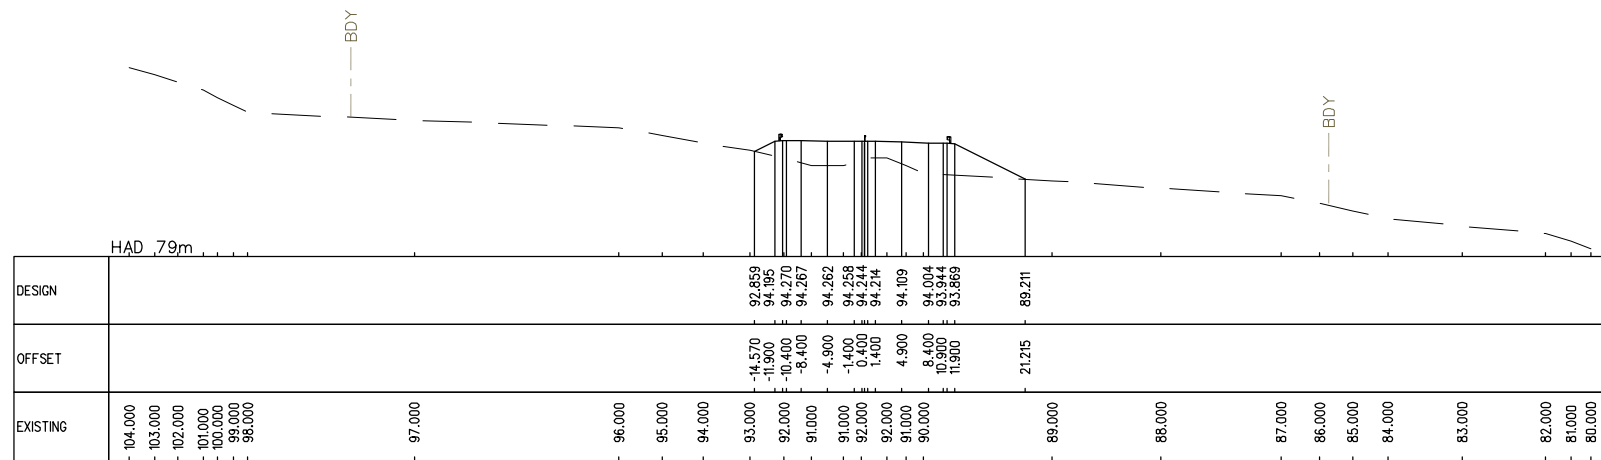 BDY
BDY
HAD 79m
DESIGN 92.859 94.195 94.270 94.267 94.262 94.258 94.244 94.214 94.109 94.004 93.944 93.869 89.211
OFFSET -14.570 -11.900 -10.400 -8.400 -4.900 -1.400 0.400 1.400 4.900 8.400 10.900 11.900 21.215
EXISTING 104.000 103.000 102.000 101.000 100.000 99.000 98.000 97.000 96.000 95.000 94.000 93.000 92.000 91.000 91.000 92.000 92.000 91.000 90.000 89.000 88.000 87.000 86.000 85.000 84.000 83.000 82.000 81.000 80.000